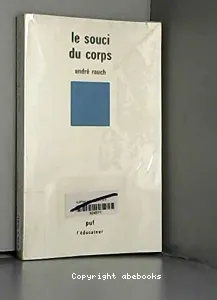 le souci
du corps
andré rauch
puf
l'éducateur
Copyright abebooks